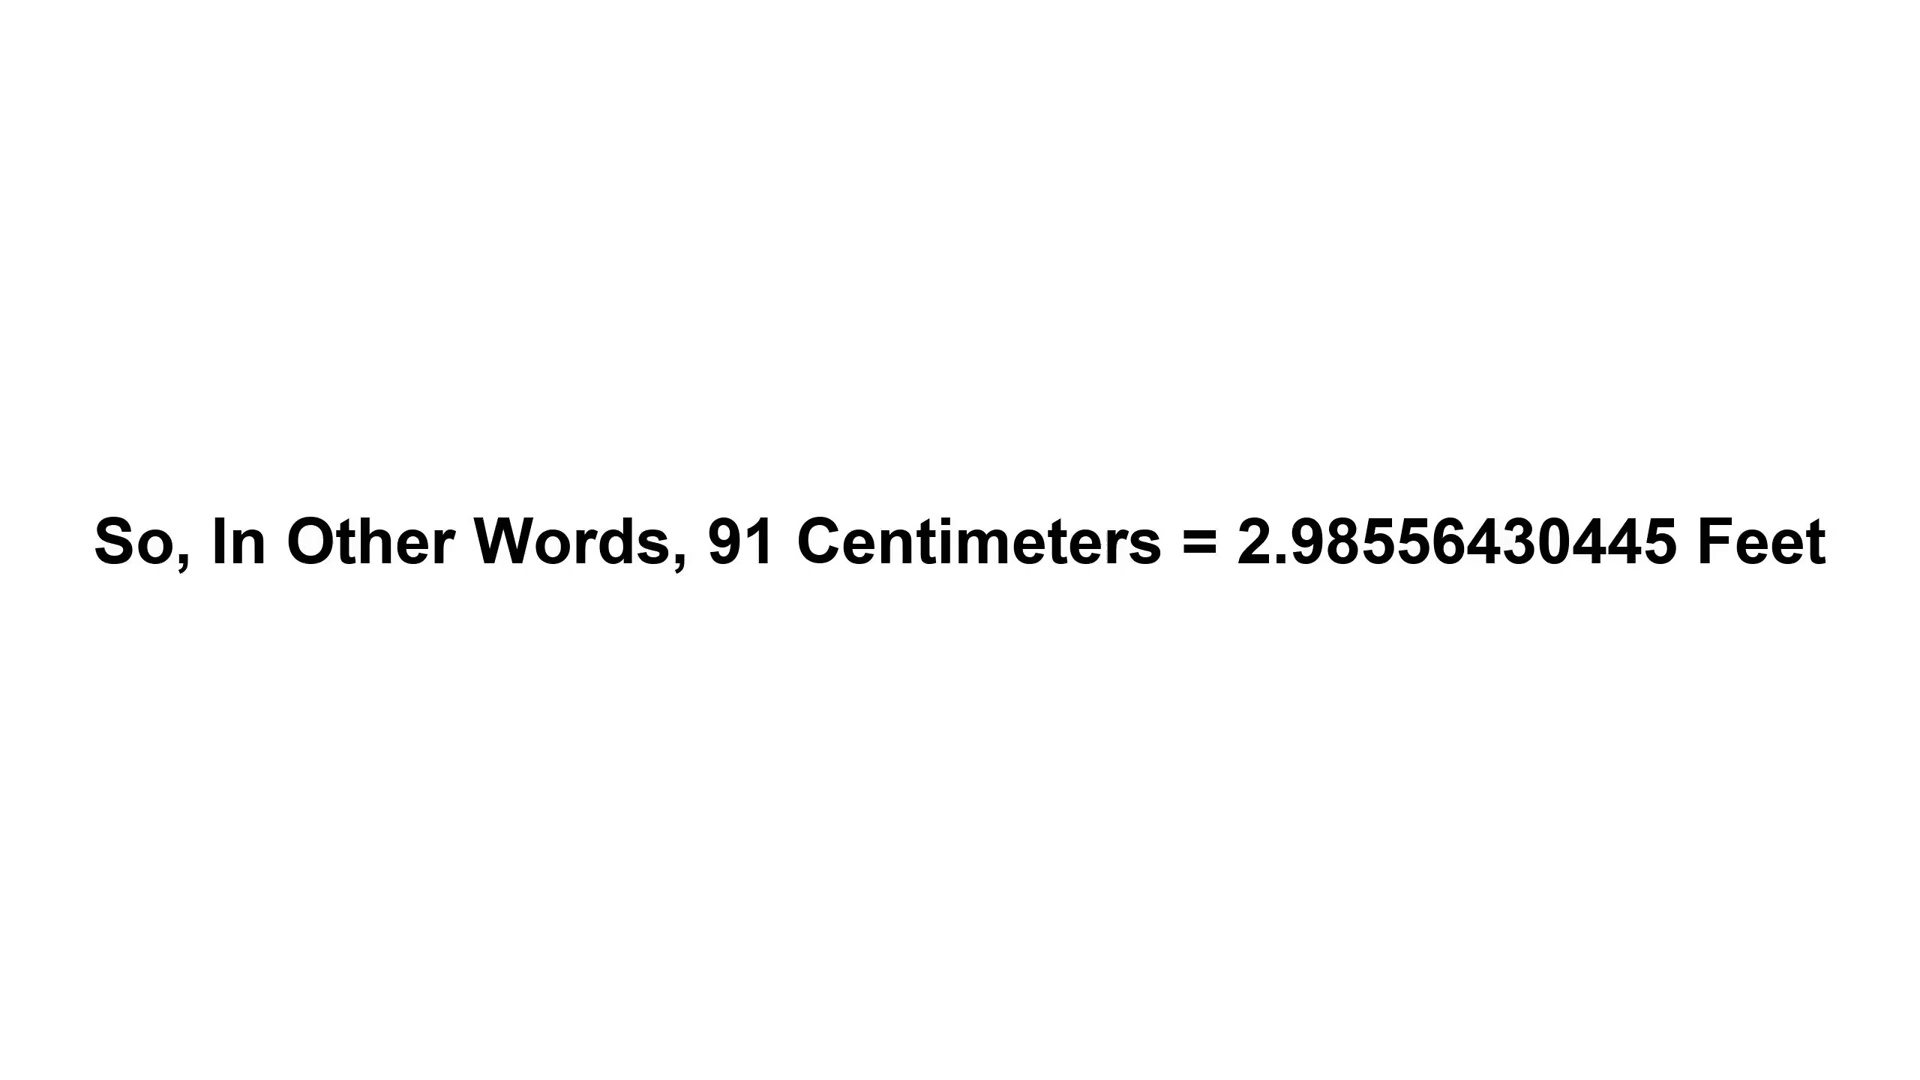 So, In Other Words, 91 Centimeters = 2.98556430445 Feet